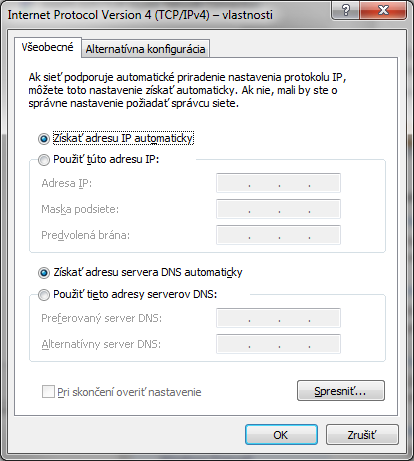 Internet Protocol Version 4 (TCP/IPv4) – vlastnosti
Všeobecné
Alternatívna konfigurácia
Ak sieť podporuje automatické priradenie nastavenia protokolu IP,
môžete toto nastavenie získať automaticky. Ak nie, mali by ste o
správne nastavenie požiadať správcu siete.
Získať adresu IP automaticky
Použiť túto adresu IP:
Adresa IP:
Maska podsiete:
Predvolená brána:
Získať adresu servera DNS automaticky
Použiť tieto adresy serverov DNS:
Preferovaný server DNS:
Alternatívny server DNS:
Pri skončení overiť nastavenie
Spresniť...
OK
Zrušiť